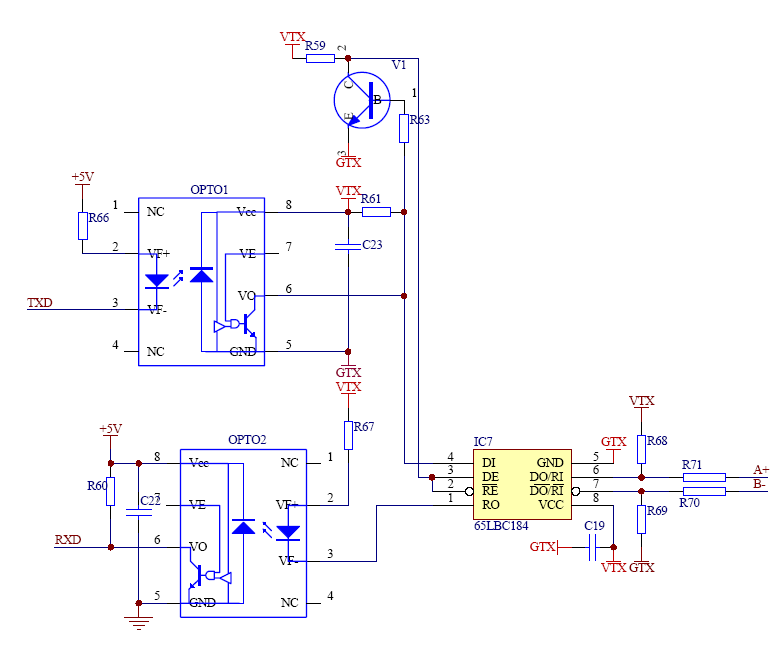 VTX
R59
2
V1
C
B
1
E
R63
3
GTX
+5V
OPTO1
VTX
1
NC
Vcc
8
R61
R66
2
VF+
VE
7
C23
VO
6
TXD
3
VF-
4
NC
GND
5
GTX
VTX
+5V
OPTO2
R67
IC7
VTX
8
Vcc
NC
1
4
DI
GND
5
GTX
R68
R60
3
DE
DO/RI
6
R71
A+
C22
7
VE
VF+
2
2
RE
DO/RI
7
B-
1
RO
VCC
8
R70
R69
65LBC184
C19
RXD
6
VO
VF-
3
GTX
VTX
GTX
5
GND
NC
4